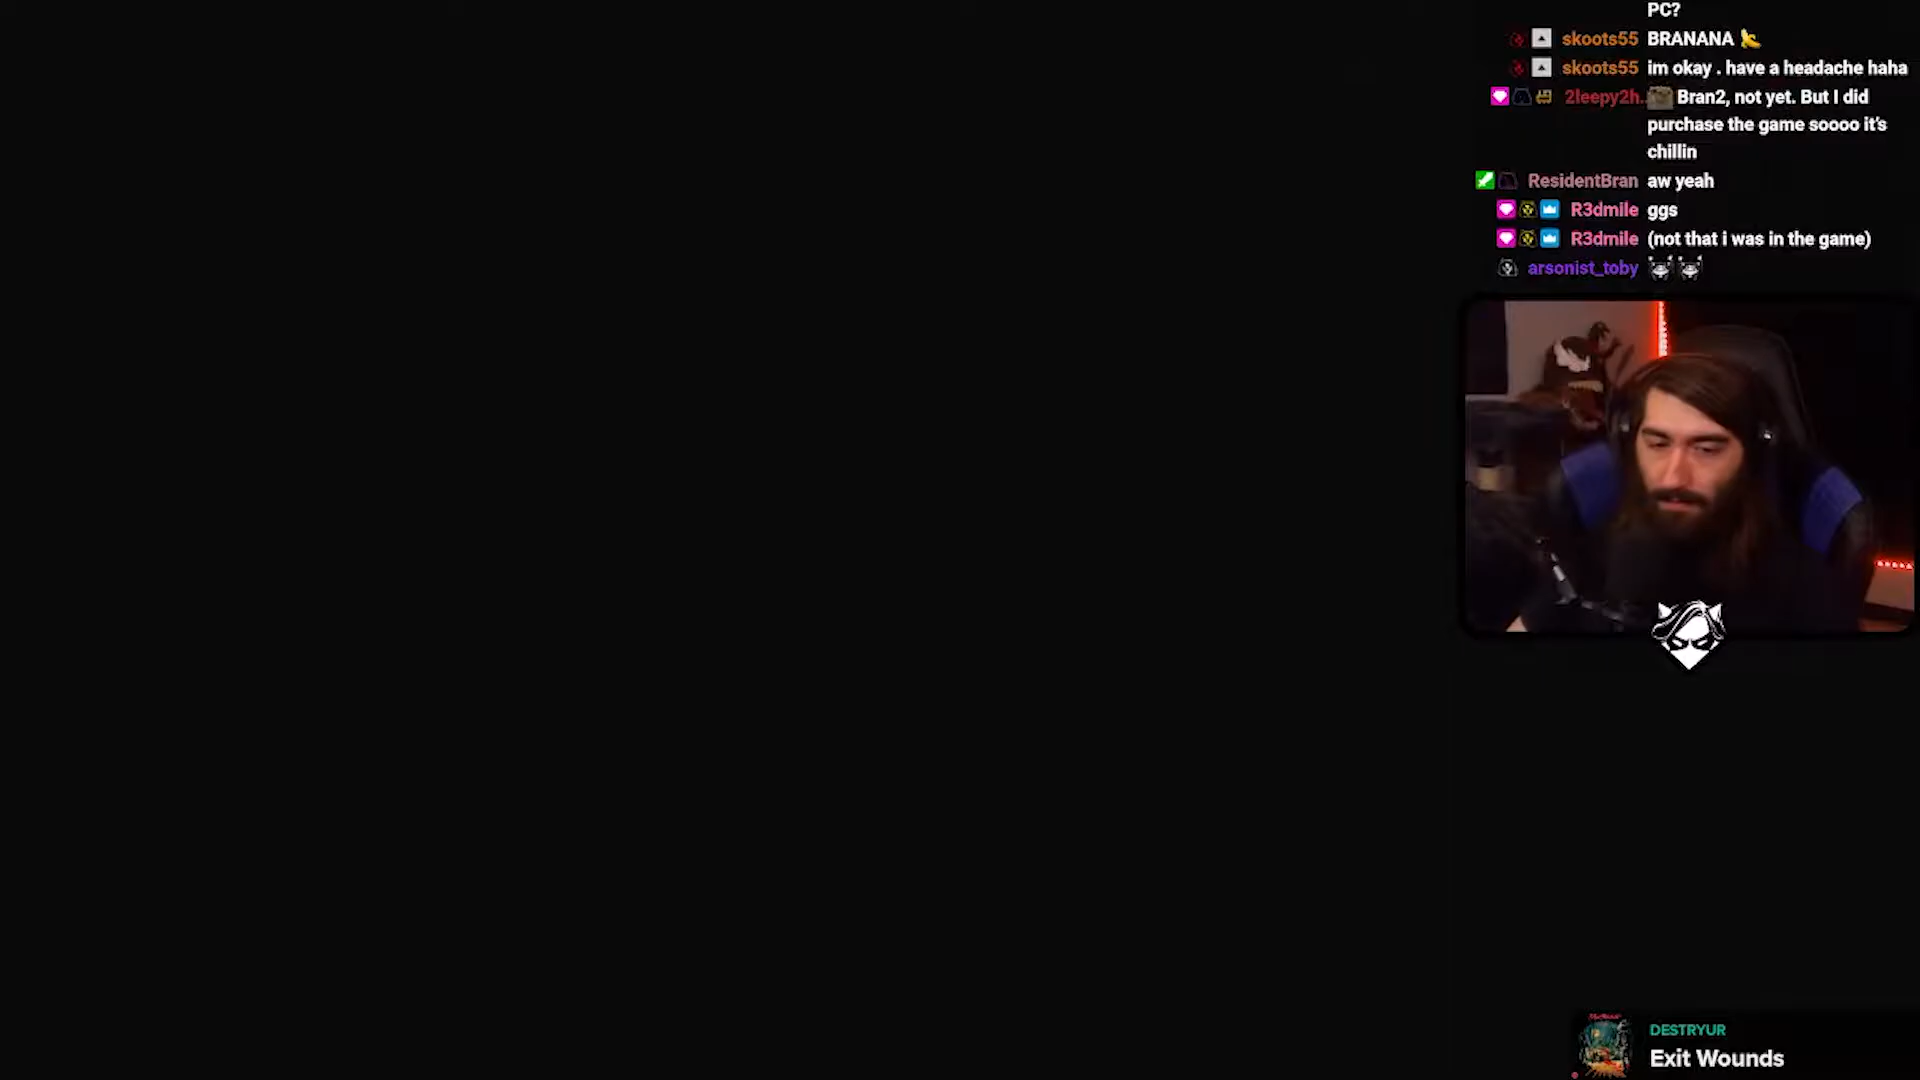 PC?
skoots55 BRANANA
skoots55 im okay . have a headache haha
2leepy2h.. Bran2, not yet. But I did
purchase the game soooo it's
chillin
ResidentBran aw yeah
R3dmile ggs
R3dmile (not that i was in the game)
arsonist_toby
DESTRYUR
Exit Wounds